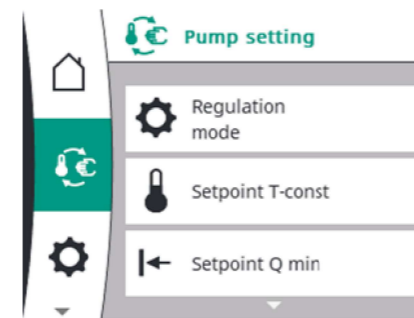 Pump setting
Regulation
mode
Setpoint T-const
Setpoint Q min